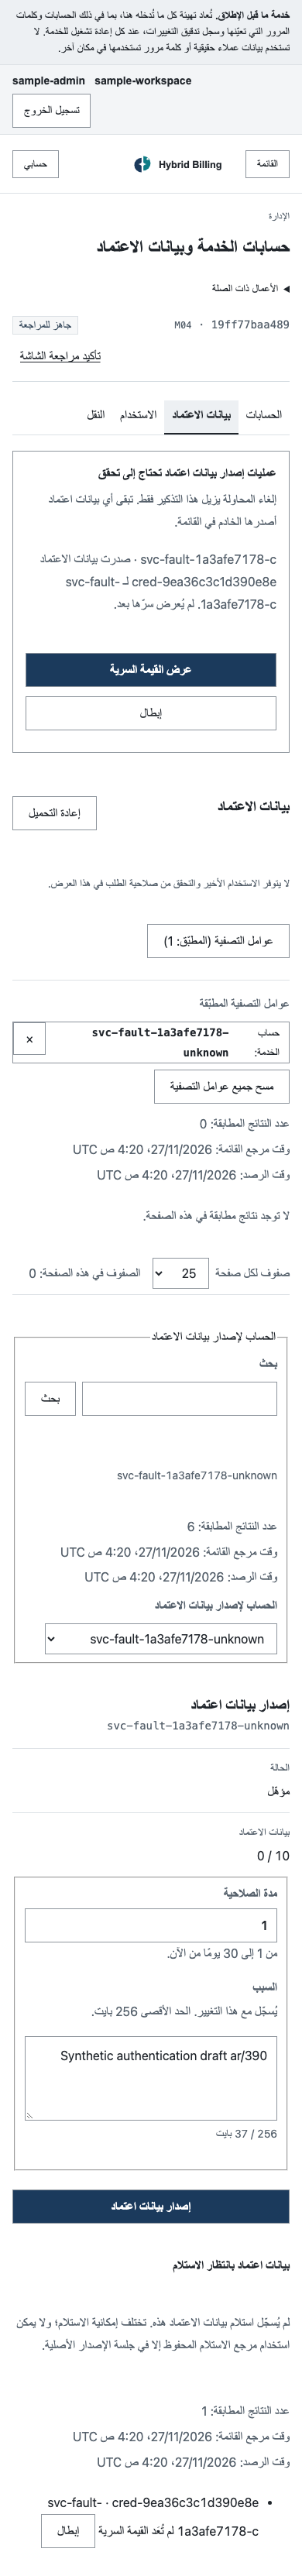 خدمة ما قبل الإطلاق. تُعاد تهيئة كل ما تُدخله هنا، بما في ذلك الحسابات وكلمات
المرور التي تعيّنها وسجل تدقيق التغييرات، عند كل إعادة تشغيل للخدمة. لا
تستخدم بيانات عملاء حقيقية أو كلمة مرور تستخدمها في مكان آخر.
sample-admin sample-workspace
تسجيل الخروج
القائمة
Hybrid Billing
حسابي
الإدارة
حسابات الخدمة وبيانات الاعتماد
◀ الأعمال ذات الصلة
M04 · 19ff77baa489
جاهز للمراجعة
تأكيد مراجعة الشاشة
الحسابات
بيانات الاعتماد
الاستخدام
النقل
عمليات إصدار بيانات اعتماد تحتاج إلى تحقق
إلغاء المحاولة يزيل هذا التذكير فقط. تبقى أي بيانات اعتماد
أصدرها الخادم في القائمة.
svc-fault-1a3afe7178-c · صدرت بيانات الاعتماد
cred-9ea36c3c1d390e8e لـ svc-fault-
1a3afe7178-c. لم يُعرض سرّها بعد.
عرض القيمة السرية
إبطال
بيانات الاعتماد
إعادة التحميل
لا يتوفر الاستخدام الأخير والتحقق من صلاحية الطلب في هذا العرض.
عوامل التصفية (المطبّق: 1)
عوامل التصفية المطبّقة
حساب الخدمة:
svc-fault-1a3afe7178-
unknown
×
مسح جميع عوامل التصفية
عدد النتائج المطابقة: 0
وقت مرجع القائمة: 27/11/2026، 4:20 ص UTC
وقت الرصد: 27/11/2026، 4:20 ص UTC
لا توجد نتائج مطابقة في هذه الصفحة.
صفوف لكل صفحة
25
الصفوف في هذه الصفحة: 0
الحساب لإصدار بيانات الاعتماد
بحث
بحث
svc-fault-1a3afe7178-unknown
عدد النتائج المطابقة: 6
وقت مرجع القائمة: 27/11/2026، 4:20 ص UTC
وقت الرصد: 27/11/2026، 4:20 ص UTC
الحساب لإصدار بيانات الاعتماد
svc-fault-1a3afe7178-unknown
إصدار بيانات اعتماد
svc-fault-1a3afe7178-unknown
الحالة
مؤهّل
بيانات الاعتماد
0 / 10
مدة الصلاحية
1
من 1 إلى 30 يومًا من الآن.
السبب
يُسجّل مع هذا التغيير. الحد الأقصى 256 بايت.
Synthetic authentication draft ar/390
256 / 37 بايت
إصدار بيانات اعتماد
بيانات اعتماد بانتظار الاستلام
لم يُسجّل استلام بيانات الاعتماد هذه. تختلف إمكانية الاستلام؛ ولا يمكن
استخدام مرجع الاستلام المحفوظ إلا في جلسة الإصدار الأصلية.
عدد النتائج المطابقة: 1
وقت مرجع القائمة: 27/11/2026، 4:20 ص UTC
وقت الرصد: 27/11/2026، 4:20 ص UTC
• svc-fault- · cred-9ea36c3c1d390e8e
1a3afe7178-c لم تُعَد القيمة السرية
إبطال